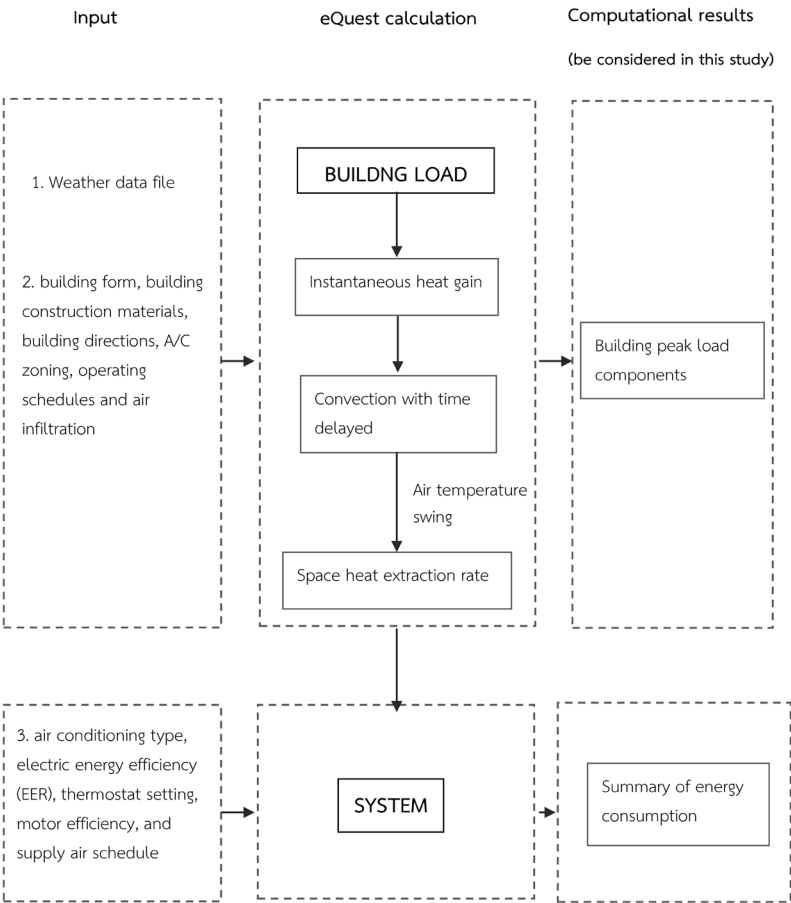 Input
eQuest calculation
Computational results
(be considered in this study)
1. Weather data file
2. building form, building
construction materials,
building directions, A/C
zoning, operating
schedules and air
infiltration
BUILDNG LOAD
Instantaneous heat gain
Convection with time
delayed
Air temperature
swing
Space heat extraction rate
Building peak load
components
3. air conditioning type,
electric energy efficiency
(EER), thermostat setting,
motor efficiency, and
supply air schedule
SYSTEM
Summary of energy
consumption